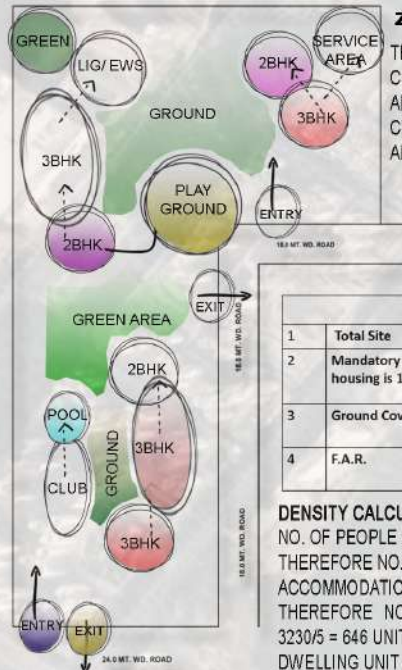 GREEN
LIG/ EWS
2BHK
SERVICE
AREA
3BHK
GROUND
3BHK
PLAY
GROUND
ENTRY
2BHK
18.0 MT. WD. ROAD
EXIT
18.0 MT. WD. ROAD
GREEN AREA
2BHK
POOL
GROUND
3BHK
CLUB
3BHK
18.0 MT. WD. ROAD
ENTRY
EXIT
24.0 MT. WD. ROAD
1 Total Site
2 Mandatory
housing is 1
3 Ground Cov
4 F.A.R.
DENSITY CALCU
NO. OF PEOPLE
THEREFORE NO.
ACCOMMODATIO
THEREFORE NO
3230/5 = 646 UNIT
DWELLING UNIT